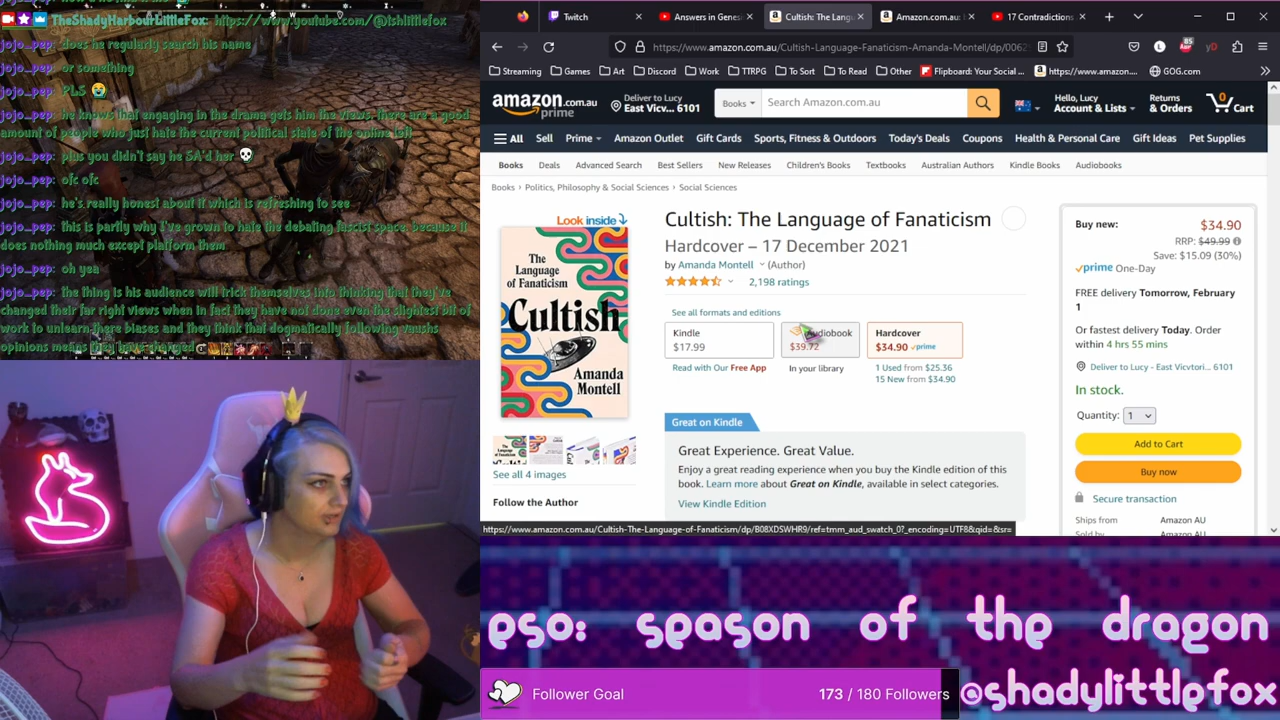 TheShadyHarbourLittleFox: https://www.youtube.com/@lshlittlefox
jojo_pep: does he regularly search his name
jojo_pep: or something
jojo_pep: PLS 😭
jojo_pep: he knows that engaging in the drama gets him the views, there are a good
amount of people who just hate the current political state of the online left
jojo_pep: plus you didn't say he SA'd her 💀
jojo_pep: ofc ofc
jojo_pep: he's really honest about it which is refreshing to see
jojo_pep: this is partly why I've grown to hate the debating fascist space, because it
does nothing much except platform them
jojo_pep: oh yea
jojo_pep: the thing is his audience will trick themselves into thinking that they've
changed their far right views when in fact they have not done even the slightest bit of
work to unlearn there biases and they think that dogmatically following vaushs
opinions means they have changed
Twitch
Answers in Genes
Cultish: The Lang
Amazon.com.au:
17 Contradictions
https://www.amazon.com.au/Cultish-Language-Fanaticism-Amanda-Montell/dp/006
85
Streaming
Games
Art
Discord
Work
TTRPG
To Sort
To Read
Other
Flipboard: Your Social ...
https://www.amazon...
GOG.com
amazon.com.au
prime
Deliver to Lucy
East Vicv... 6101
Books
Search Amazon.com.au
Hello, Lucy
Account & Lists
Returns
& Orders
0
Cart
All
Sell
Prime
Amazon Outlet
Gift Cards
Sports, Fitness & Outdoors
Today's Deals
Coupons
Health & Personal Care
Gift Ideas
Pet Supplies
Books
Deals
Advanced Search
Best Sellers
New Releases
Children's Books
Textbooks
Australian Authors
Kindle Books
Audiobooks
Books › Politics, Philosophy & Social Sciences › Social Sciences
Look inside
The
Language
of Fanaticism
Cultish
Amanda
Montell
See all 4 images
Follow the Author
Cultish: The Language of Fanaticism
Hardcover – 17 December 2021
by Amanda Montell (Author)
2,198 ratings
See all formats and editions
Kindle
$17.99
Read with Our Free App
Audiobook
$39.72
In your library
Hardcover
$34.90 prime
1 Used from $25.36
15 New from $34.90
Great on Kindle
Great Experience. Great Value.
Enjoy a great reading experience when you buy the Kindle edition of this
book. Learn more about Great on Kindle, available in select categories.
View Kindle Edition
Buy new:
$34.90
RRP: $49.99
Save: $15.09 (30%)
prime One-Day
FREE delivery Tomorrow, February
1
Or fastest delivery Today. Order
within 4 hrs 55 mins
Deliver to Lucy - East Vicvtori... 6101
In stock.
Quantity: 1
Add to Cart
Buy now
Secure transaction
Ships from
Amazon AU
Sold by
Amazon AU
https://www.amazon.com.au/Cultish-The-Language-of-Fanaticism/dp/B08XDSWHR9/ref=tmm_aud_swatch_0?_encoding=UTF8&qid=&sr=
eso: season of the dragon
Follower Goal
173 / 180 Followers
@shadylittlefox